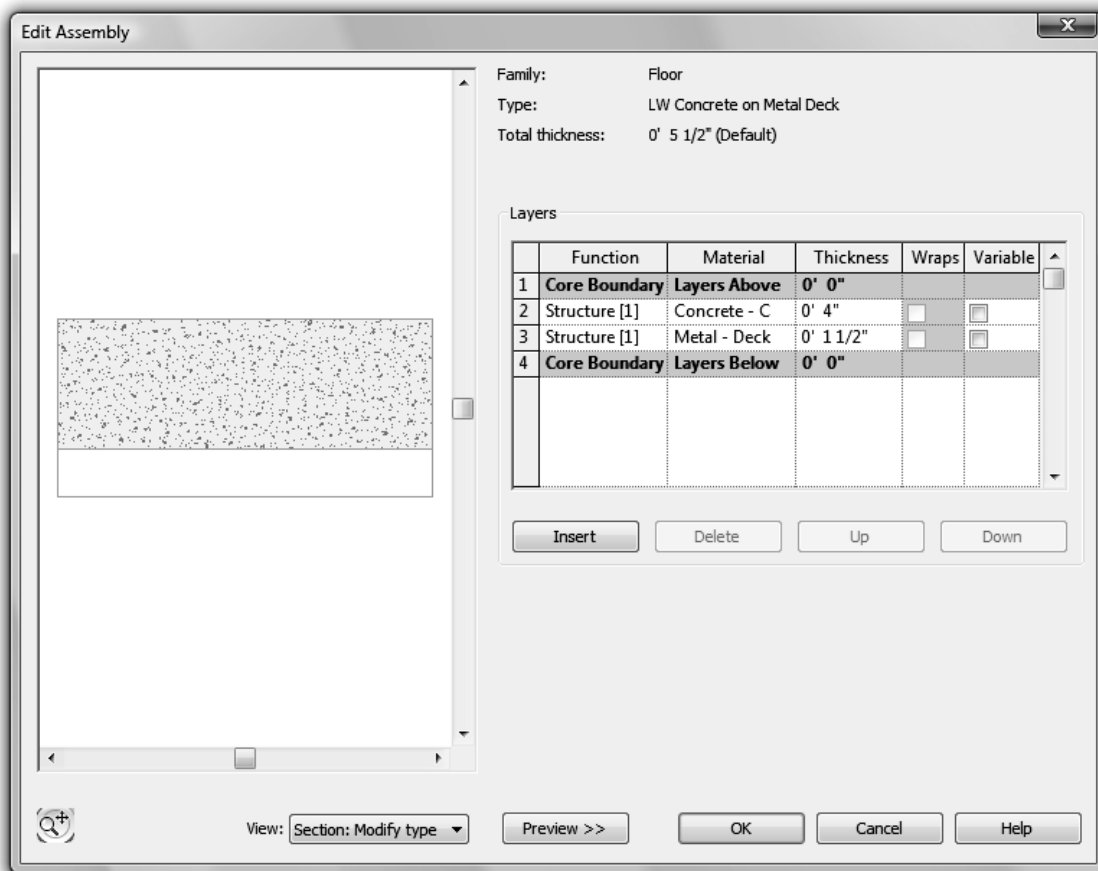 Edit Assembly
X
Family: Floor
Type: LW Concrete on Metal Deck
Total thickness: 0' 5 1/2" (Default)
Layers
Function Material Thickness Wraps Variable
1 Core Boundary Layers Above 0' 0"
2 Structure [1] Concrete - C 0' 4"
3 Structure [1] Metal - Deck 0' 1 1/2"
4 Core Boundary Layers Below 0' 0"
Insert Delete Up Down
View: Section: Modify type Preview >> OK Cancel Help